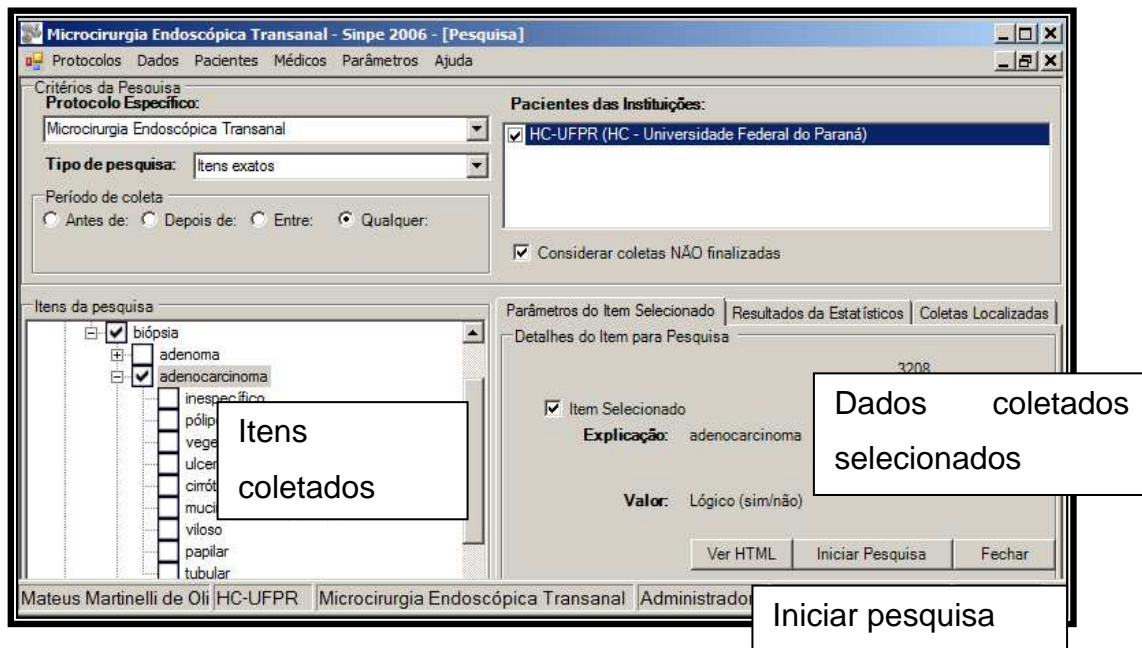 Microcirurgia Endoscópica Transanal - Sinpe 2006 - [Pesquisa]
Protocolos Dados Pacientes Médicos Parâmetros Ajuda
Critérios da Pesquisa
Protocolo Específico:
Microcirurgia Endoscópica Transanal
Tipo de pesquisa: Itens exatos
Período de coleta
Antes de: Depois de: Entre: Qualquer:
Pacientes das Instituições:
HC-UFPR (HC - Universidade Federal do Paraná)
Considerar coletas NÃO finalizadas
Itens da pesquisa
biópsia
adenoma
adenocarcinoma
inespecífico
viloso
papilar
tubular
Itens
coletados
Parâmetros do Item Selecionado Resultados da Estatísticos Coletas Localizadas
Detalhes do Item para Pesquisa
3208
Item Selecionado
Explicação: adenocarcinoma
Valor: Lógico (sim/não)
Dados coletados
selecionados
Ver HTML Iniciar Pesquisa Fechar
Mateus Martinelli de Oli HC-UFPR Microcirurgia Endoscópica Transanal Administrador
Iniciar pesquisa